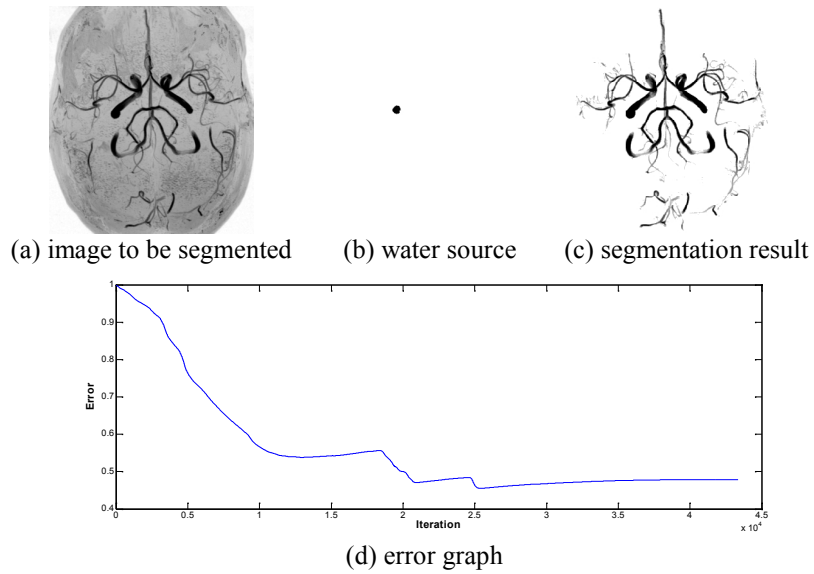 (a) image to be segmented (b) water source (c) segmentation result
1
0.9
0.8
0.7
0.6
0.5
0.4
Error
0 0.5 1 1.5 2 2.5 3 3.5 4 4.5
Iteration
x 10⁴
(d) error graph